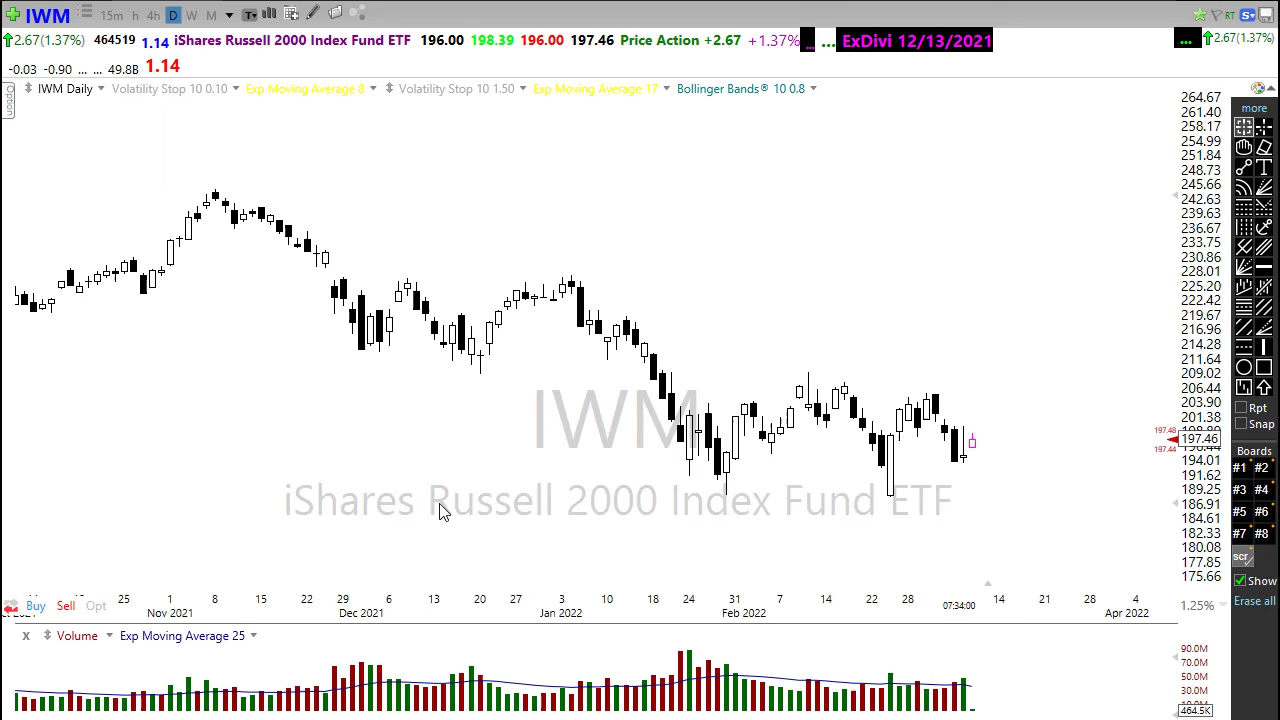 IWM 15m h 4h D W M T RT S
2.67(1.37%) 464519 1.14 iShares Russell 2000 Index Fund ETF 196.00 198.39 196.00 197.46 Price Action +2.67 +1.37% ... ... ExDivi 12/13/2021 ... 2.67(1.37%)
-0.03 -0.90 ... ... 49.8B 1.14
Option
IWM Daily Volatility Stop 10 0.10 Exp Moving Average 8 Volatility Stop 10 1.50 Exp Moving Average 17 Bollinger Bands® 10 0.8
264.67
261.40
258.17
254.99
251.84
248.73
245.66
242.63
239.63
236.67
233.75
230.86
228.01
225.20
222.42
219.67
216.96
214.28
211.64
209.02
206.44
203.90
201.38
197.48
197.46
197.44
194.01
191.62
189.25
186.91
184.61
182.33
180.08
177.85
175.66
more
Rpt
Snap
Boards
#1 #2
#3 #4
#5 #6
#7 #8
scr
Show
Erase all
IWM
iShares Russell 2000 Index Fund ETF
25 1 8 15 22 29 6 13 20 27 3 10 18 24 31 7 14 22 28 07:34:00 14 21 28 4
Buy Sell Opt 1.25%
Nov 2021 Dec 2021 Jan 2022 Feb 2022 Apr 2022
X Volume Exp Moving Average 25
90.0M
70.0M
50.0M
30.0M
464.5K